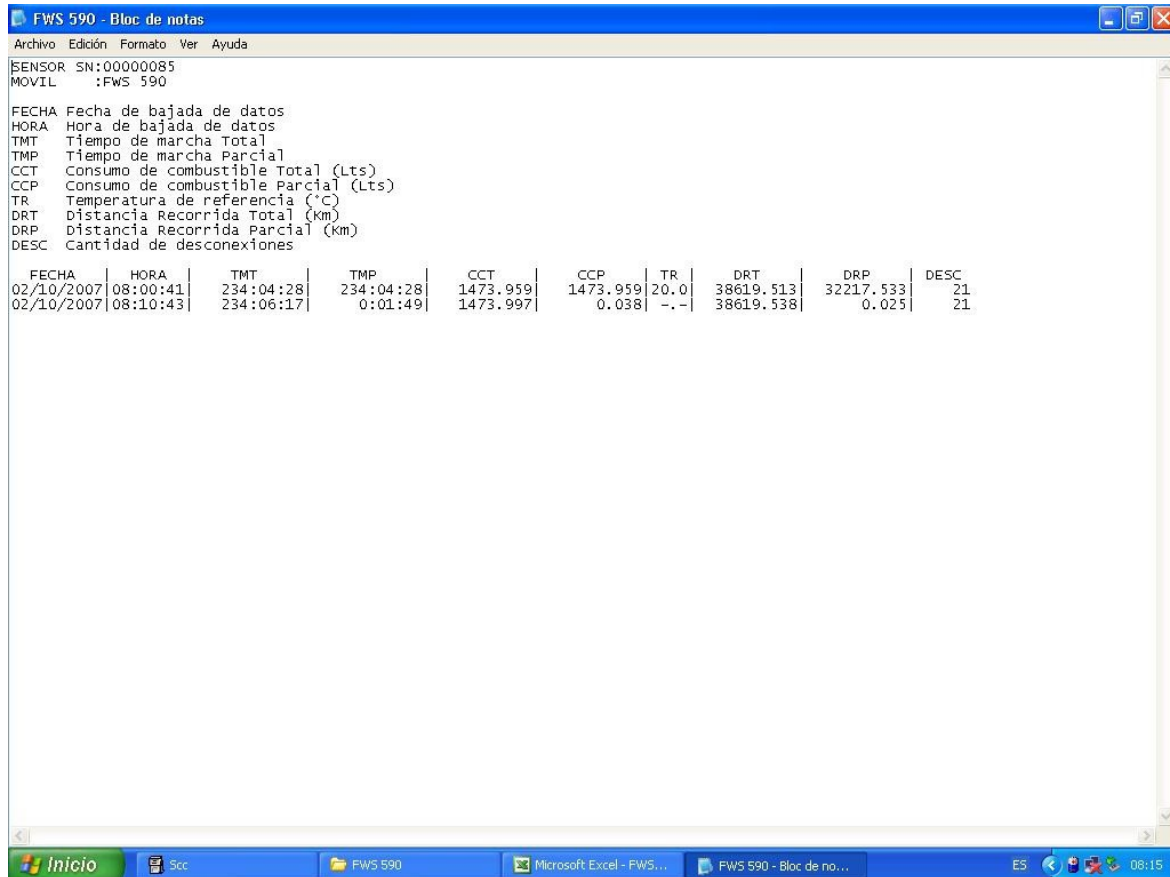 FWS 590 - Bloc de notas
Archivo Edición Formato Ver Ayuda
SENSOR SN:00000085
MOVIL :FWS 590
FECHA Fecha de bajada de datos
HORA Hora de bajada de datos
TMT Tiempo de marcha Total
TMP Tiempo de marcha Parcial
CCT Consumo de combustible Total (Lts)
CCP Consumo de combustible Parcial (Lts)
TR Temperatura de referencia (°C)
DRT Distancia Recorrida Total (Km)
DRP Distancia Recorrida Parcial (Km)
DESC Cantidad de desconexiones
FECHA | HORA | TMT | TMP | CCT | CCP | TR | DRT | DRP | DESC
02/10/2007|08:00:41| 234:04:28| 234:04:28| 1473.959| 1473.959|20.0| 38619.513| 32217.533| 21
02/10/2007|08:10:43| 234:06:17| 0:01:49| 1473.997| 0.038| -.-| 38619.538| 0.025| 21
Inicio Scc FWS 590 Microsoft Excel - FWS... FWS 590 - Bloc de no... ES 08:15